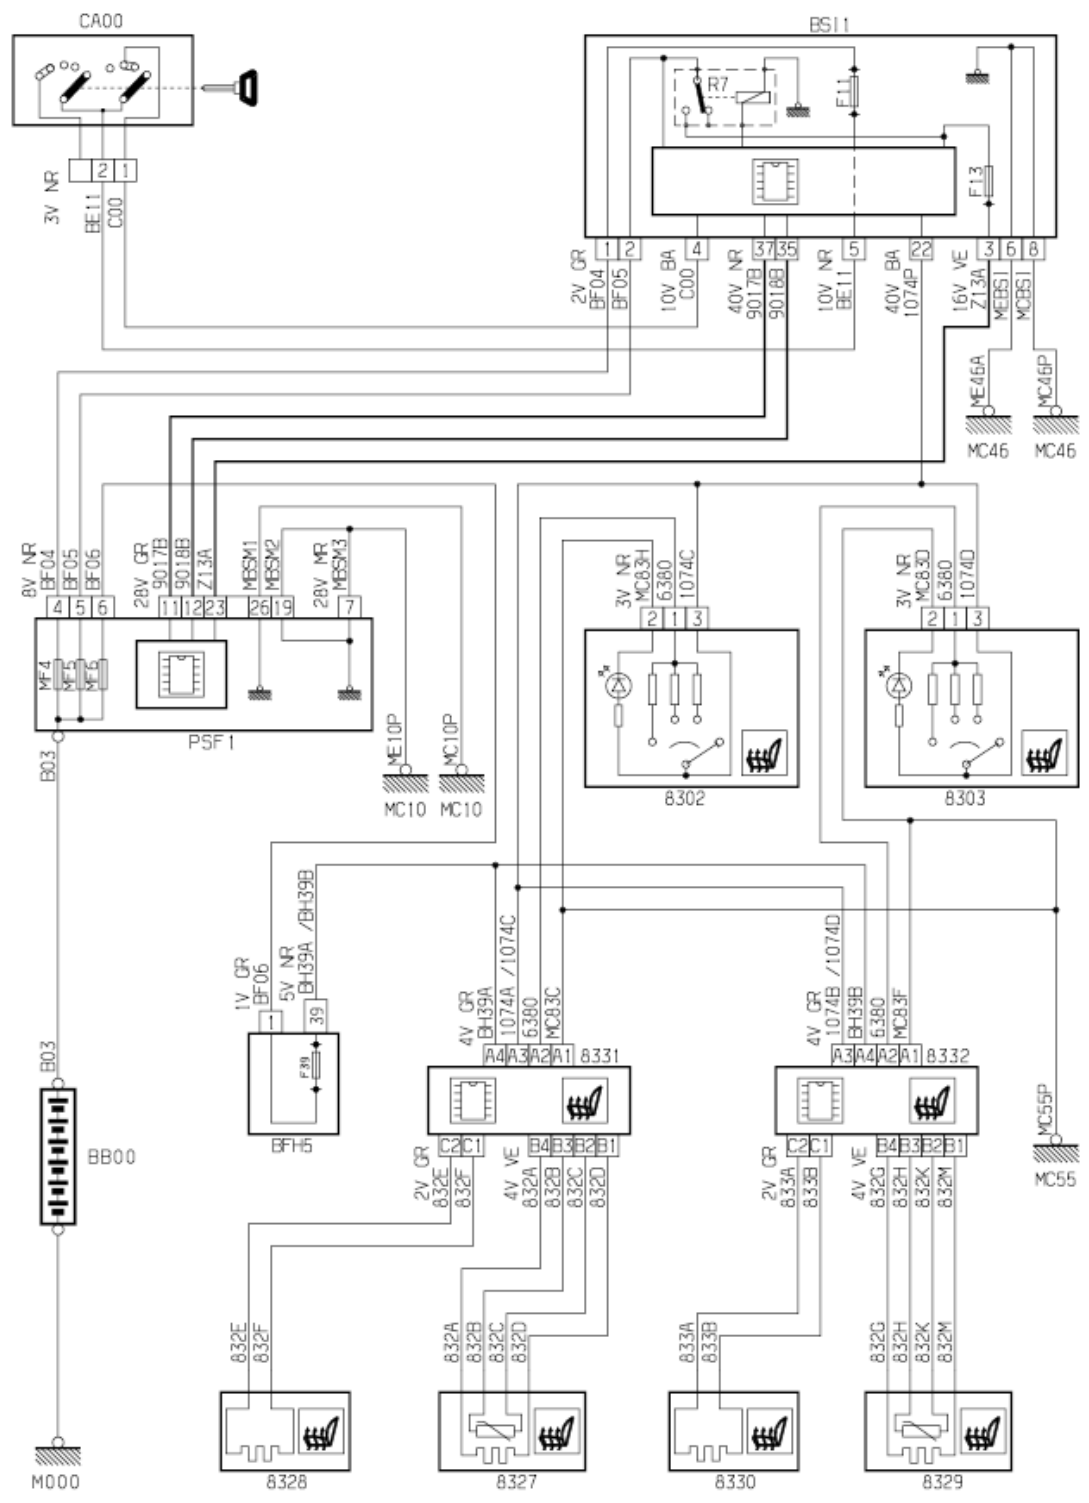 CA00
BSI1
R7
F11
F13
2 1
3V NR
BE11
C00
1 2 4 37 35 5 22 3 6 8
2V GR
BF04
BF05
10V BA
C00
40V NR
9017B
9018B
10V NR
BE11
40V BA
1074P
16V VE
Z13A
MEBSI
MCBSI
ME46A
MC46P
MC46 MC46
8V NR
BF04
BF05
BF06
28V GR
9017B
9018B
Z13A
MBSM1
MBSM2
28V MR
MBSM3
4 5 6 11 12 23 26 19 7
MF4
MF5
MF6
PSF1
B03
ME10P
MC10P
MC10 MC10
3V NR
MC83H
6380
1074C
2 1 3
8302
3V NR
MC83D
6380
1074D
2 1 3
8303
1V GR
BF06
5V NR
BH39A /BH39B
1 39
F39
BFH5
4V GR
BH39A
1074A /1074C
6380
MC83C
A4 A3 A2 A1 8331
4V GR
1074B /1074D
BH39B
6380
MC83F
A3 A4 A2 A1 8332
C2 C1 B4 B3 B2 B1
2V GR
832E
832F
4V VE
832A
832B
832C
832D
C2 C1 B4 B3 B2 B1
2V GR
833A
833B
4V VE
832G
832H
832K
832M
MC55P
MC55
B03
BB00
M000
832E
832F
8328
832A
832B
832C
832D
8327
833A
833B
8330
832G
832H
832K
832M
8329